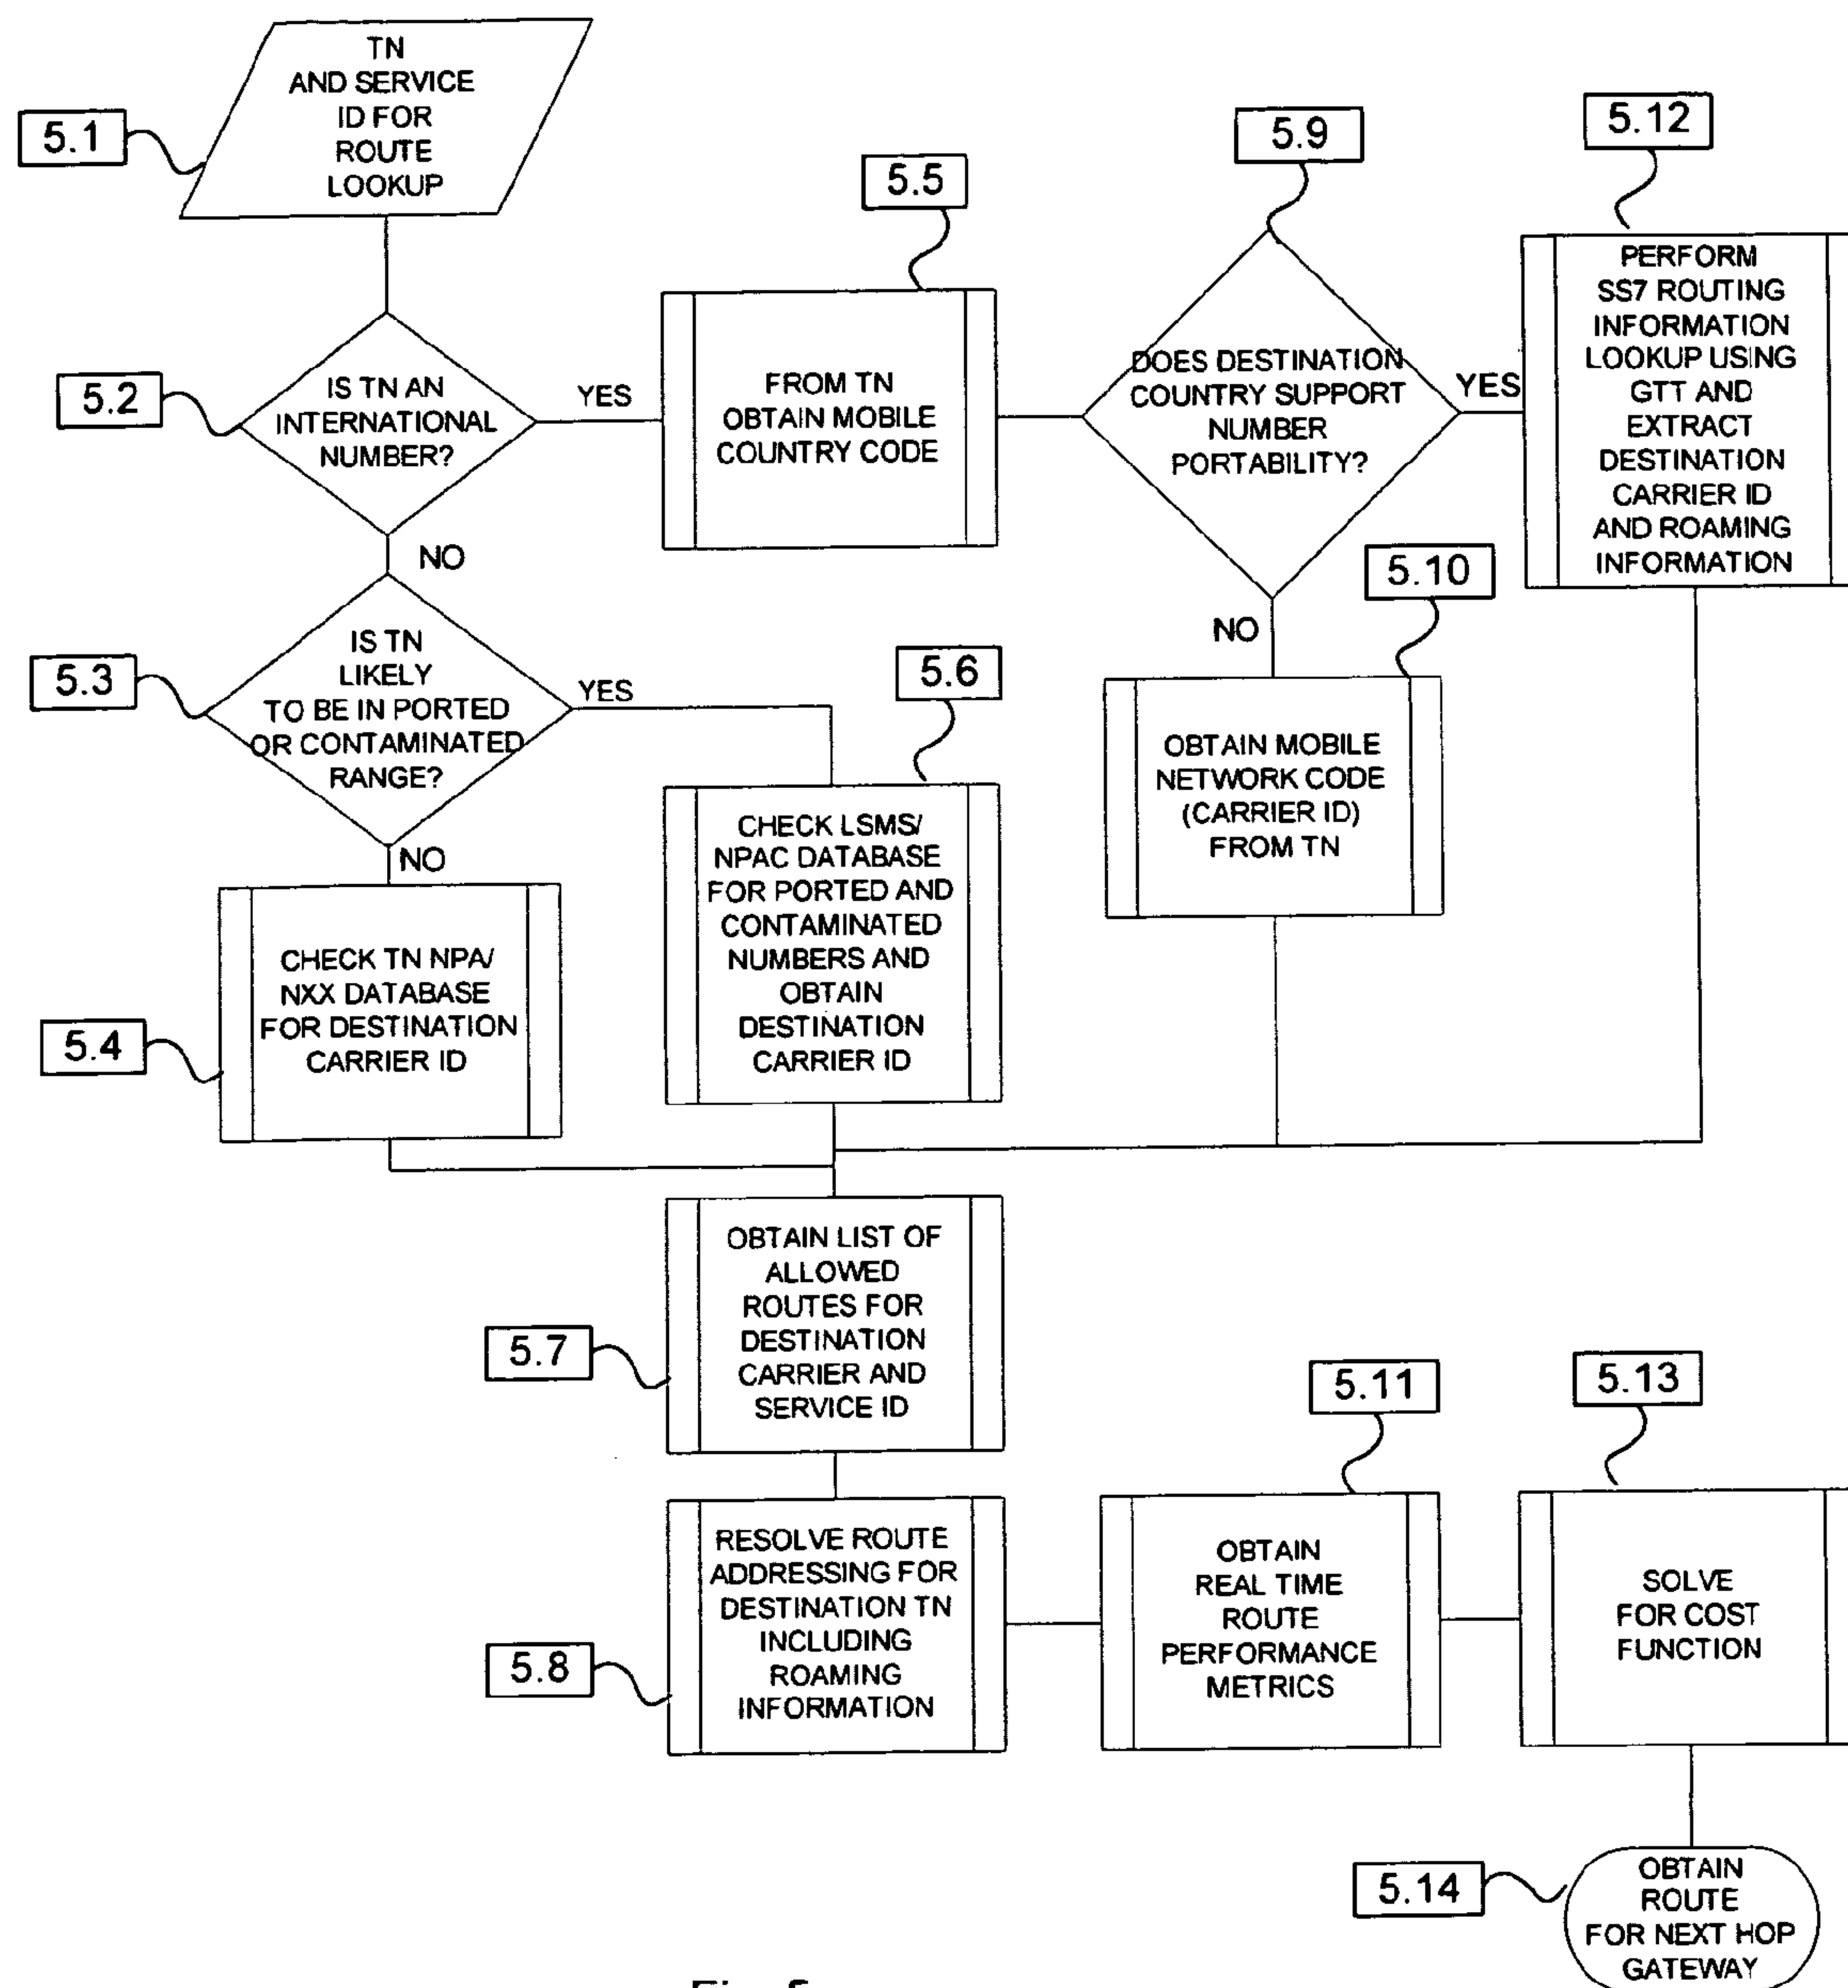 TN
AND SERVICE
ID FOR
ROUTE
LOOKUP
5.1
IS TN AN
INTERNATIONAL
NUMBER?
5.2
YES
NO
FROM TN
OBTAIN MOBILE
COUNTRY CODE
5.5
DOES DESTINATION
COUNTRY SUPPORT
NUMBER
PORTABILITY?
5.9
YES
NO
PERFORM
SS7 ROUTING
INFORMATION
LOOKUP USING
GTT AND
EXTRACT
DESTINATION
CARRIER ID
AND ROAMING
INFORMATION
5.12
OBTAIN MOBILE
NETWORK CODE
(CARRIER ID)
FROM TN
5.10
IS TN
LIKELY
TO BE IN PORTED
OR CONTAMINATED
RANGE?
5.3
YES
NO
CHECK LSMS/
NPAC DATABASE
FOR PORTED AND
CONTAMINATED
NUMBERS AND
OBTAIN
DESTINATION
CARRIER ID
5.6
CHECK TN NPA/
NXX DATABASE
FOR DESTINATION
CARRIER ID
5.4
OBTAIN LIST OF
ALLOWED
ROUTES FOR
DESTINATION
CARRIER AND
SERVICE ID
5.7
RESOLVE ROUTE
ADDRESSING FOR
DESTINATION TN
INCLUDING
ROAMING
INFORMATION
5.8
OBTAIN
REAL TIME
ROUTE
PERFORMANCE
METRICS
5.11
SOLVE
FOR COST
FUNCTION
5.13
OBTAIN
ROUTE
FOR NEXT HOP
GATEWAY
5.14